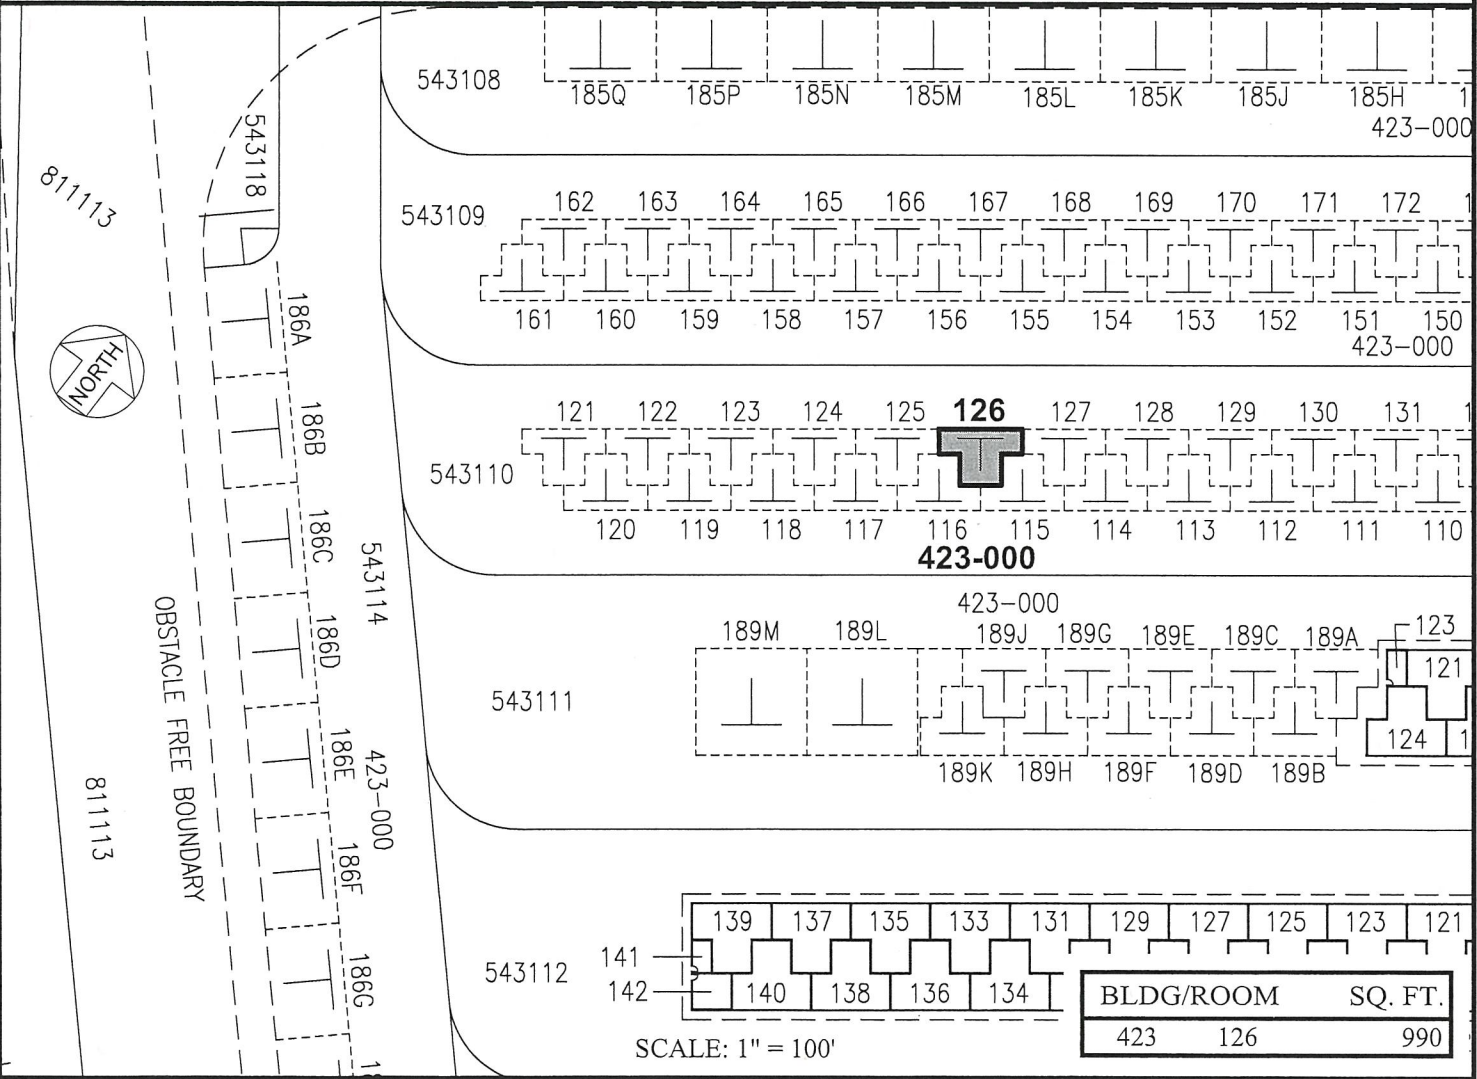 543108
185Q 185P 185N 185M 185L 185K 185J 185H
423-000
543118
811113
543109
162 163 164 165 166 167 168 169 170 171 172
161 160 159 158 157 156 155 154 153 152 151 150
423-000
186A
NORTH
121 122 123 124 125 126 127 128 129 130 131
186B
543110
120 119 118 117 116 115 114 113 112 111 110
423-000
186C
543114
423-000
189M 189L 189J 189G 189E 189C 189A 123
186D
121
OBSTACLE FREE BOUNDARY
543111
124
186E
423-000
189K 189H 189F 189D 189B
811113
186F
139 137 135 133 131 129 127 125 123 121
186G
141
543112
142 140 138 136 134
BLDG/ROOM SQ. FT.
423 126 990
SCALE: 1" = 100'